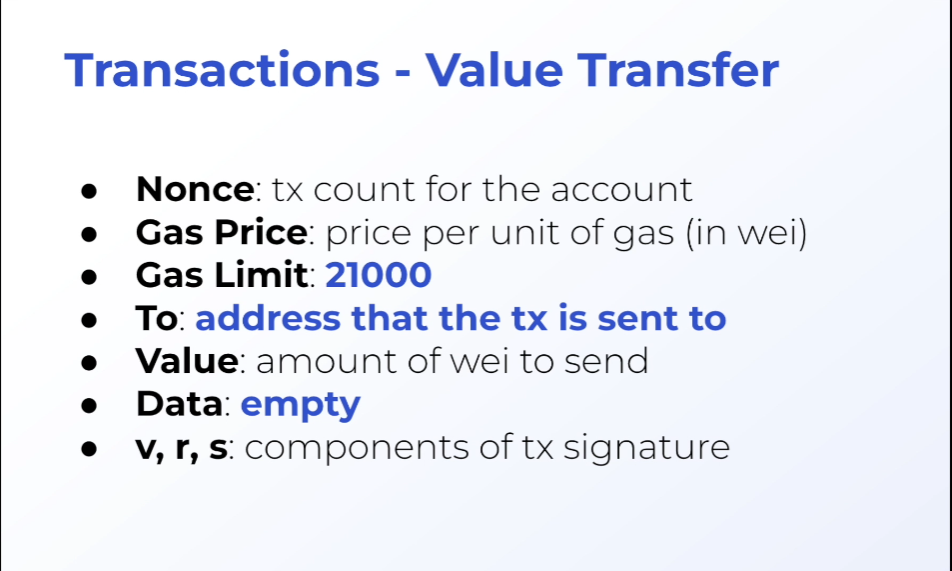 Transactions - Value Transfer
● Nonce: tx count for the account
● Gas Price: price per unit of gas (in wei)
● Gas Limit: 21000
● To: address that the tx is sent to
● Value: amount of wei to send
● Data: empty
● v, r, s: components of tx signature